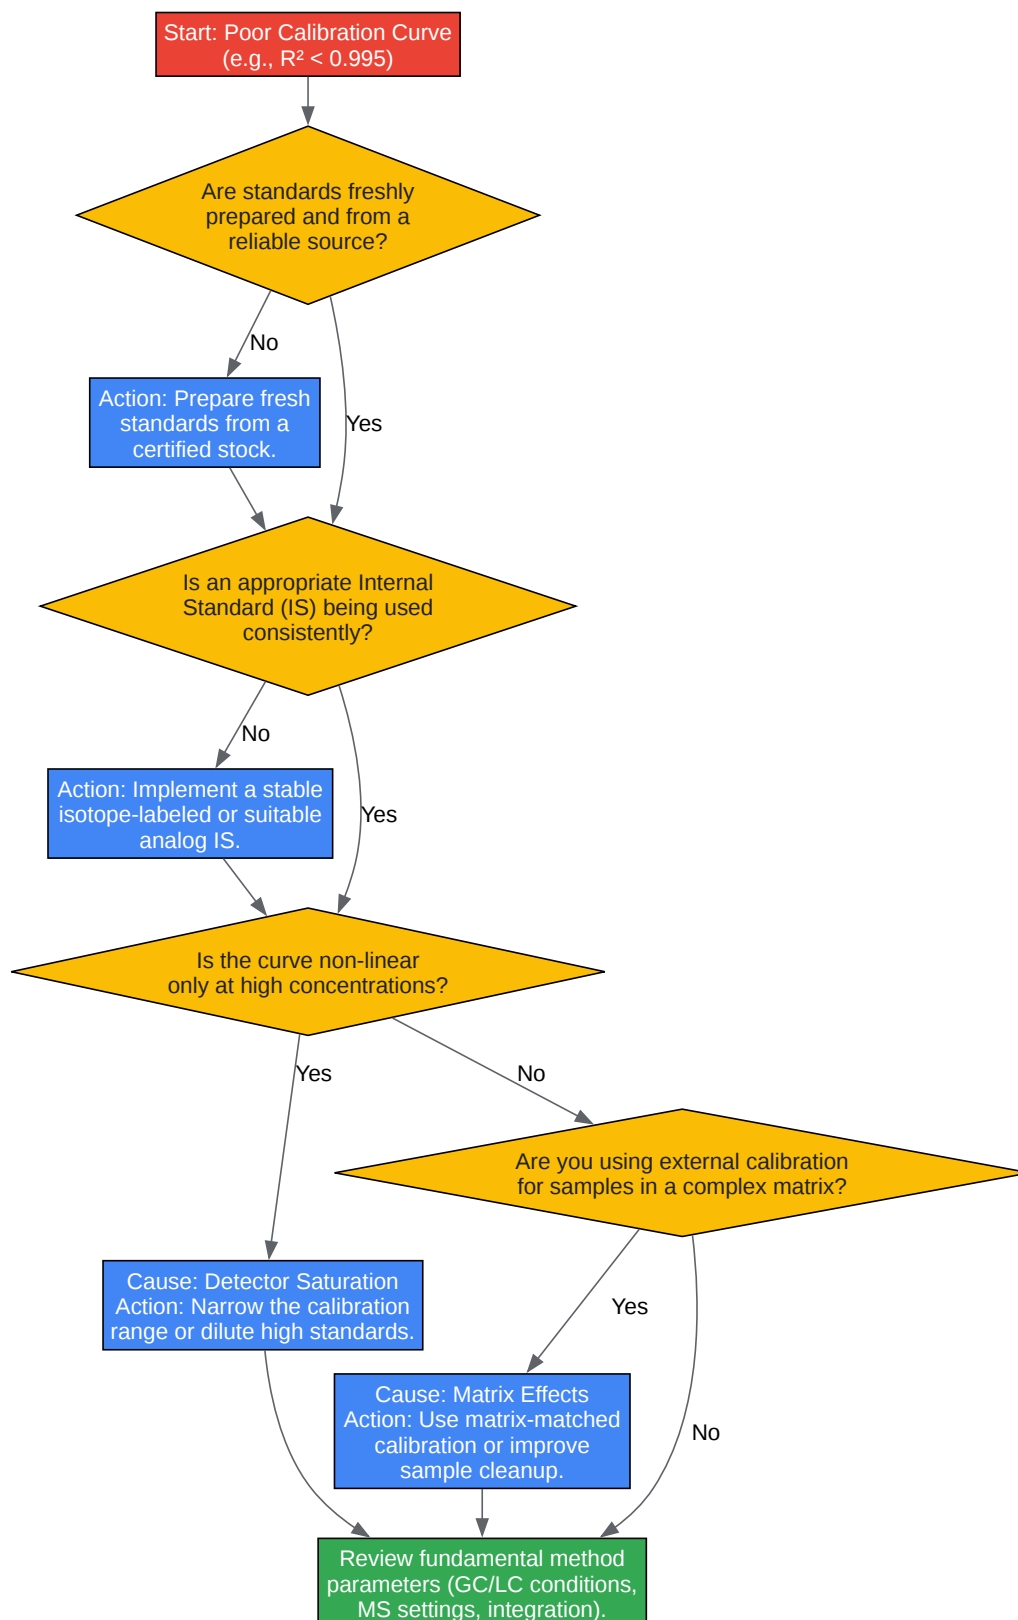 Start: Poor Calibration Curve
(e.g., R² < 0.995)
Are standards freshly
prepared and from a
reliable source?
No
Action: Prepare fresh
standards from a
certified stock.
Yes
Is an appropriate Internal
Standard (IS) being used
consistently?
No
Action: Implement a stable
isotope-labeled or suitable
analog IS.
Yes
Is the curve non-linear
only at high concentrations?
Yes
No
Are you using external calibration
for samples in a complex matrix?
Cause: Detector Saturation
Action: Narrow the calibration
range or dilute high standards.
Yes
Cause: Matrix Effects
Action: Use matrix-matched
calibration or improve
sample cleanup.
No
Review fundamental method
parameters (GC/LC conditions,
MS settings, integration).